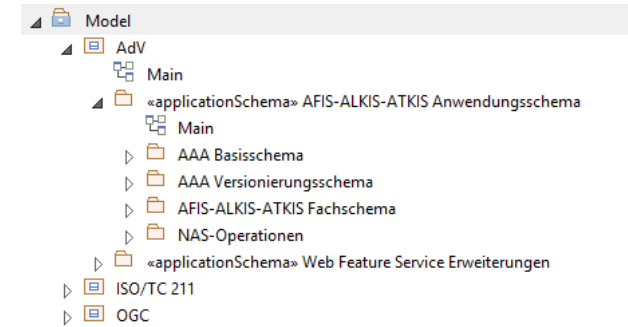 Model
AdV
Main
«applicationSchema» AFIS-ALKIS-ATKIS Anwendungsschema
Main
AAA Basisschema
AAA Versionierungsschema
AFIS-ALKIS-ATKIS Fachschema
NAS-Operationen
«applicationSchema» Web Feature Service Erweiterungen
ISO/TC 211
OGC